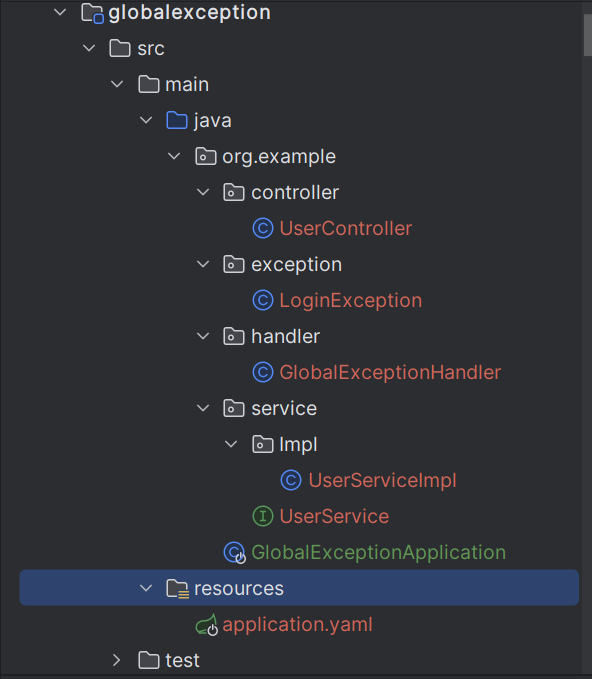 globalexception
src
main
java
org.example
controller
UserController
exception
LoginException
handler
GlobalExceptionHandler
service
Impl
UserServiceImpl
UserService
GlobalExceptionApplication
resources
application.yaml
test